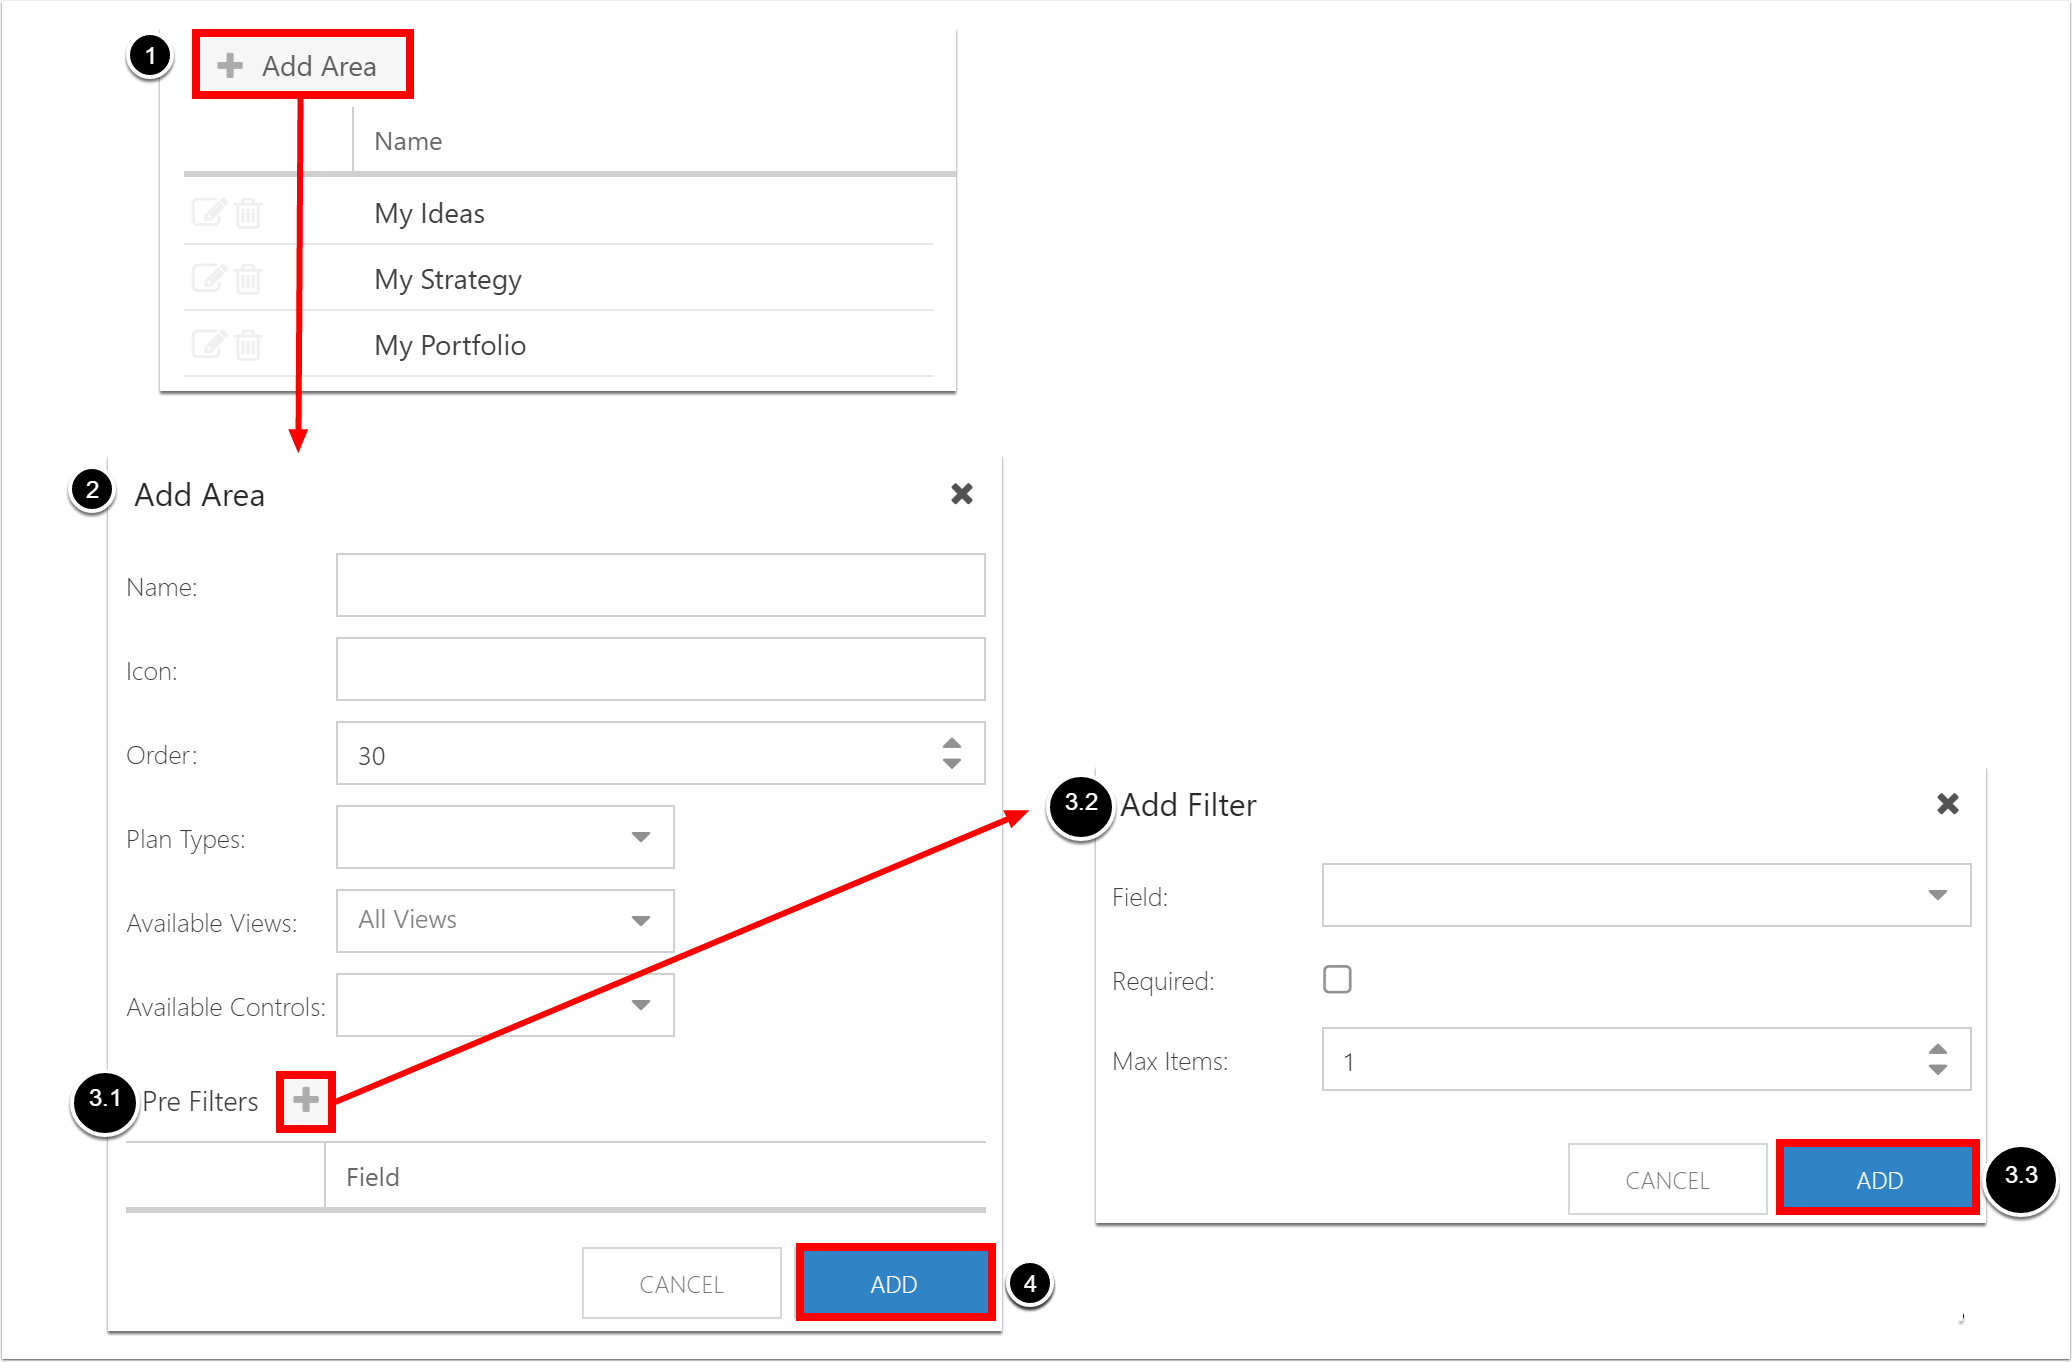 1
Add Area
Name
My Ideas
My Strategy
My Portfolio
2
Add Area
Name:
Icon:
Order:
30
Plan Types:
Available Views:
All Views
Available Controls:
3.1
Pre Filters
Field
CANCEL
ADD
4
3.2
Add Filter
Field:
Required:
Max Items:
1
CANCEL
ADD
3.3